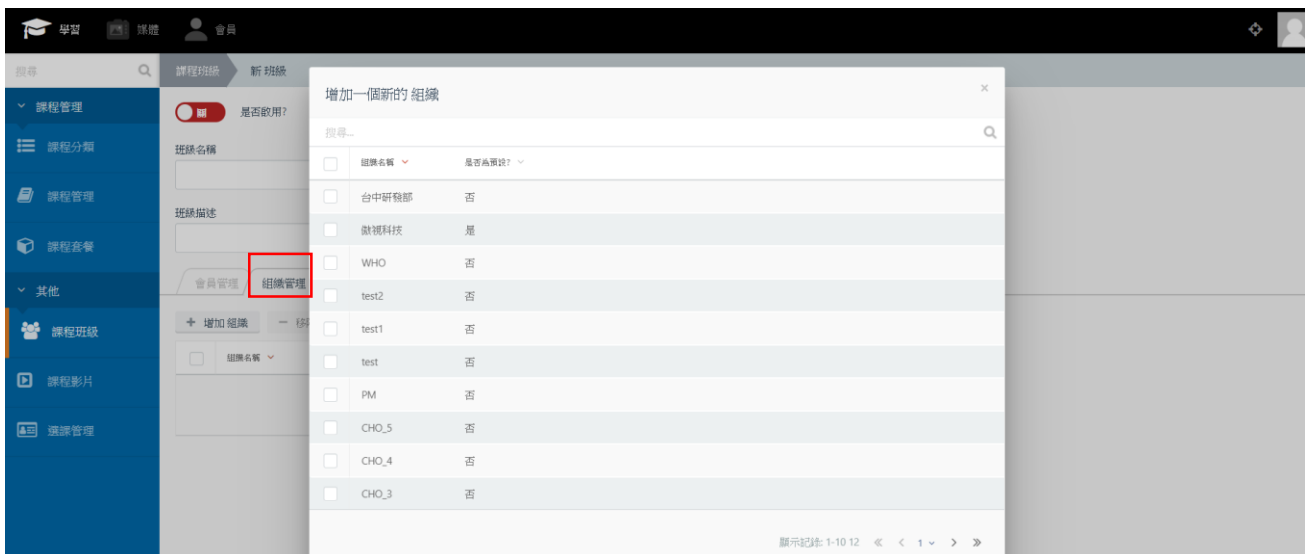 學習 媒體 會員
搜尋
課程班級 新 班級
課程管理
關 是否啟用?
課程分類
班級名稱
課程管理
班級描述
課程套餐
會員管理 組織管理
其他
+ 增加 組織 － 移
課程班級
組織名稱
課程影片
選課管理
增加一個新的 組織 ×
搜尋...
組織名稱 是否為預設?
台中研發部 否
傲視科技 是
WHO 否
test2 否
test1 否
test 否
PM 否
CHO_5 否
CHO_4 否
CHO_3 否
顯示紀錄: 1-10 12 « < 1 > »